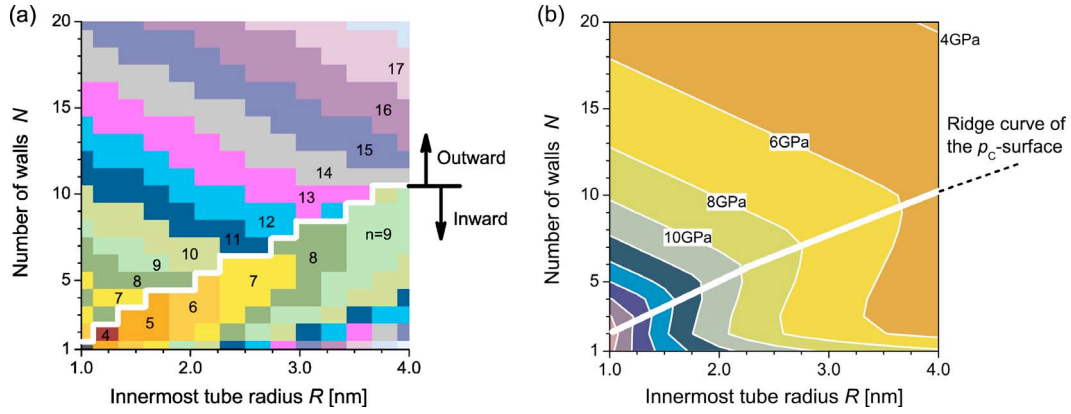 (a)
20
15
10
5
1
Number of walls N
17
16
15
14
13
12
11
10
9
8
7
4
5
6
7
8
n=9
Outward
Inward
1.0 2.0 3.0 4.0
Innermost tube radius R [nm]
(b)
20
15
10
5
1
Number of walls N
4GPa
6GPa
8GPa
10GPa
Ridge curve of
the pC-surface
1.0 2.0 3.0 4.0
Innermost tube radius R [nm]